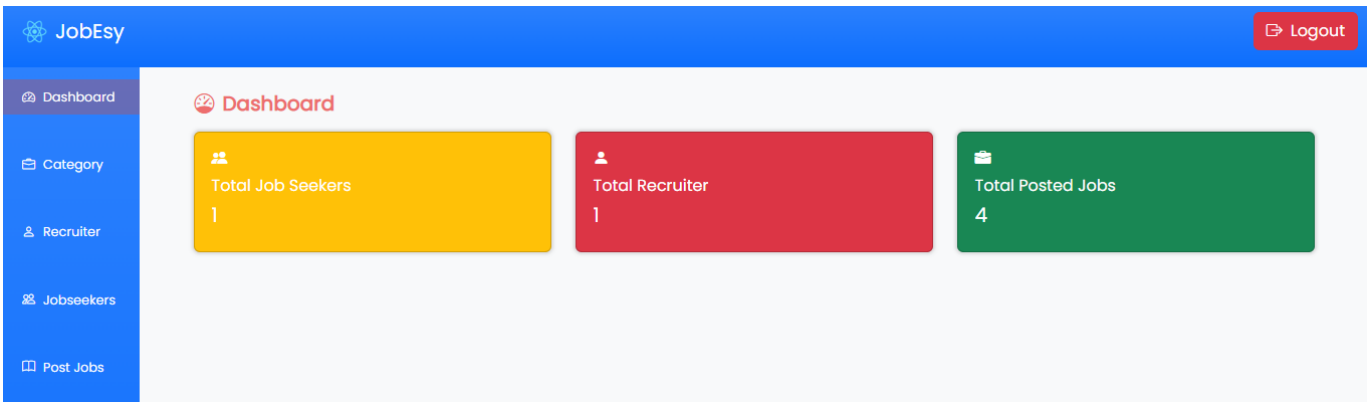 JobEsy
Logout
Dashboard
Category
Recruiter
Jobseekers
Post Jobs
Dashboard
Total Job Seekers
1
Total Recruiter
1
Total Posted Jobs
4